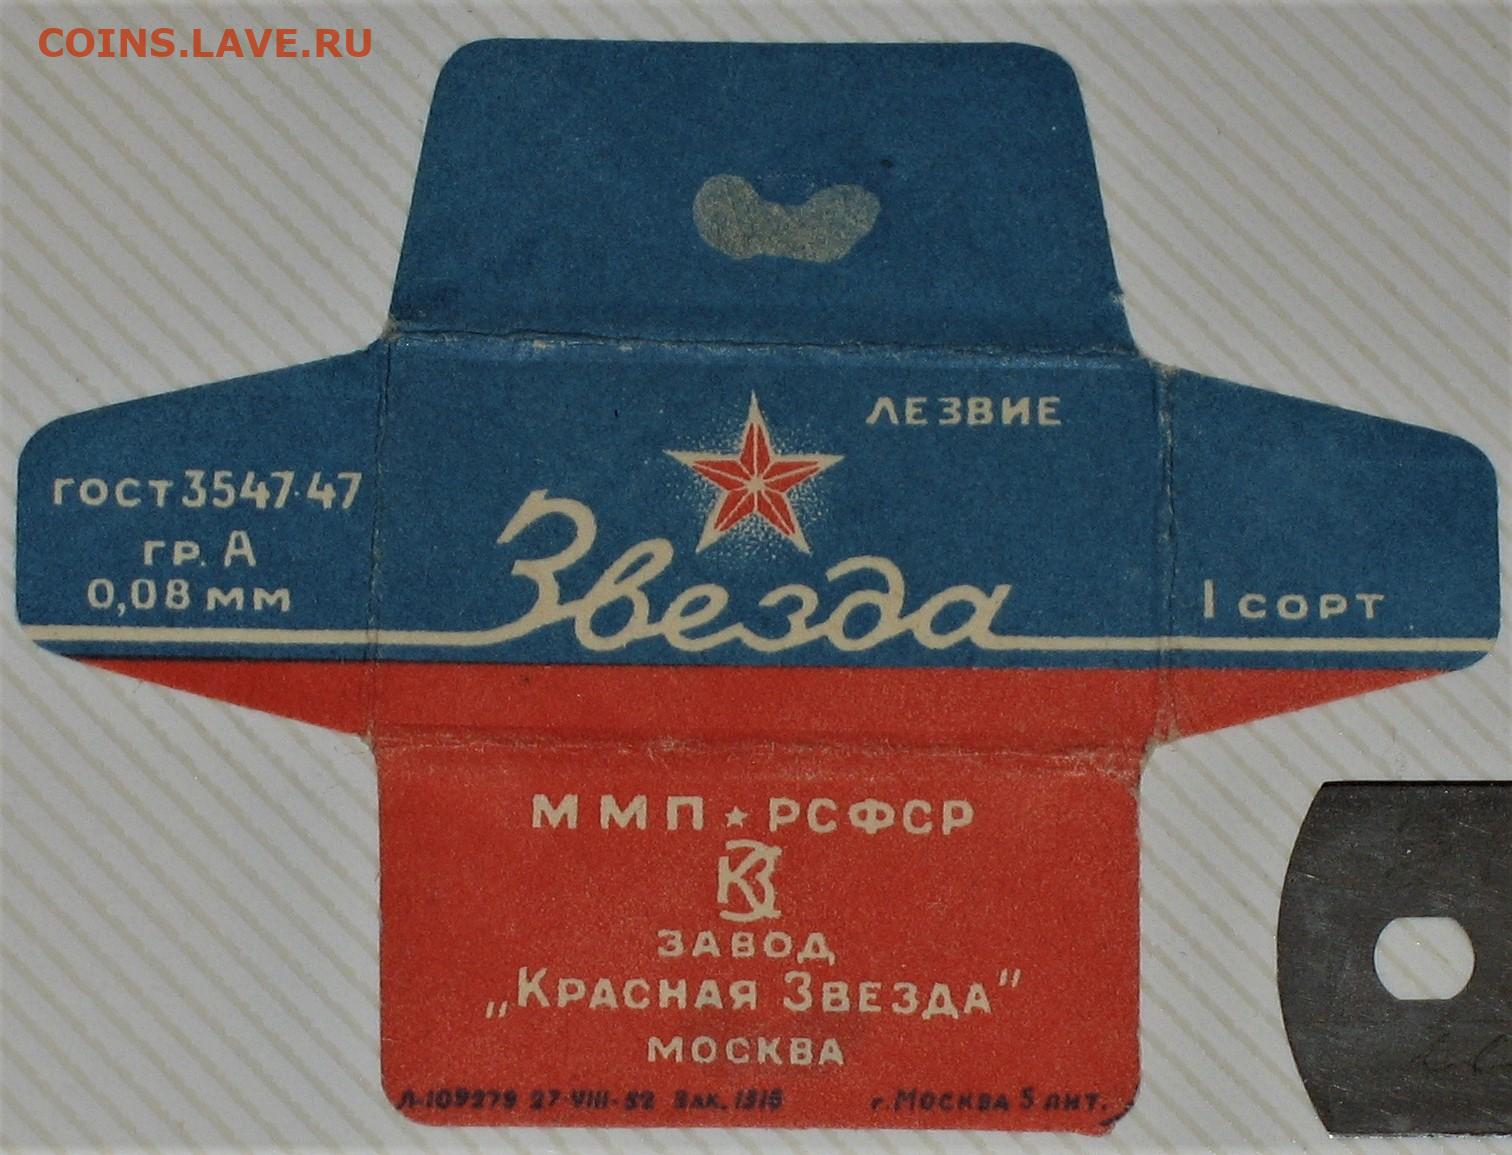 COINS.LAVE.RU
ЛЕЗВИЕ
ГОСТ 3547-47
ГР. А
0,08 мм
Звезда
I СОРТ
ММП ★ РСФСР
КЗ
ЗАВОД
„КРАСНАЯ ЗВЕЗДА"
МОСКВА
Л-109279 27-VIII-52 Зак. 1316 г. МОСКВА 5 ЛИТ.